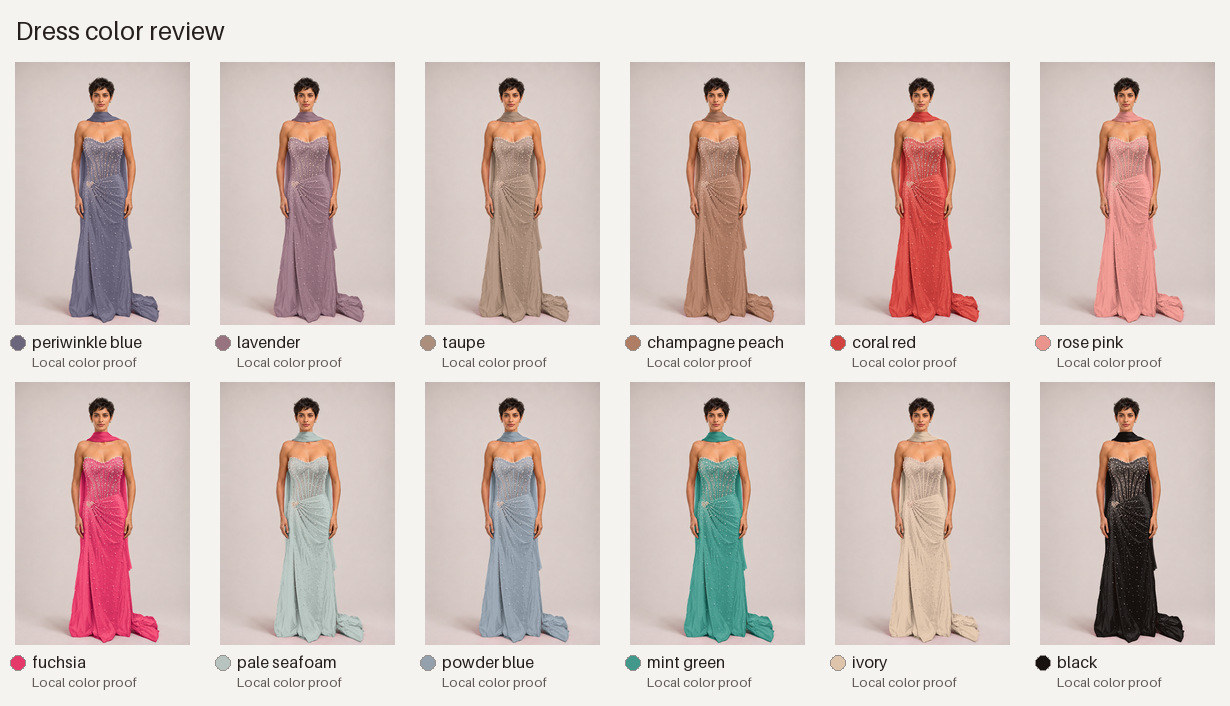 Dress color review
periwinkle blue
Local color proof
lavender
Local color proof
taupe
Local color proof
champagne peach
Local color proof
coral red
Local color proof
rose pink
Local color proof
fuchsia
Local color proof
pale seafoam
Local color proof
powder blue
Local color proof
mint green
Local color proof
ivory
Local color proof
black
Local color proof